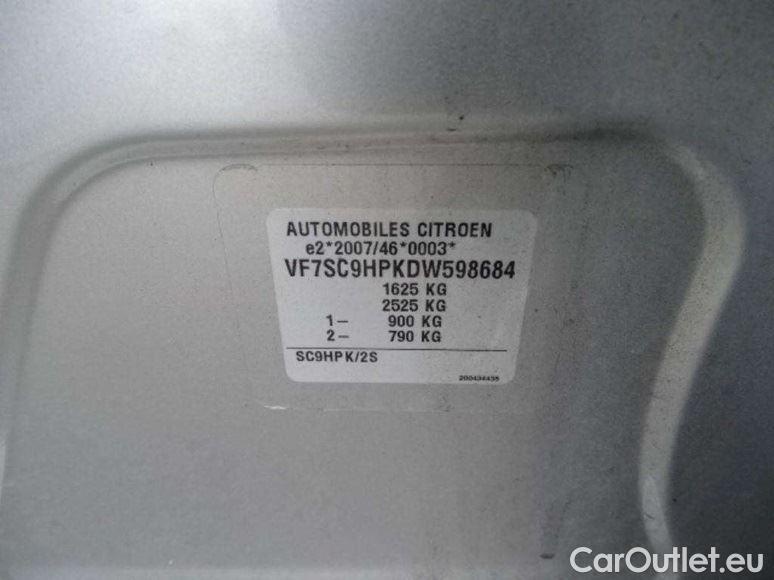 AUTOMOBILES CITROEN
e2*2007/46*0003*
VF7SC9HPKDW598684
1625 KG
2525 KG
1– 900 KG
2– 790 KG
SC9HPK/2S
200434435
CarOutlet.eu